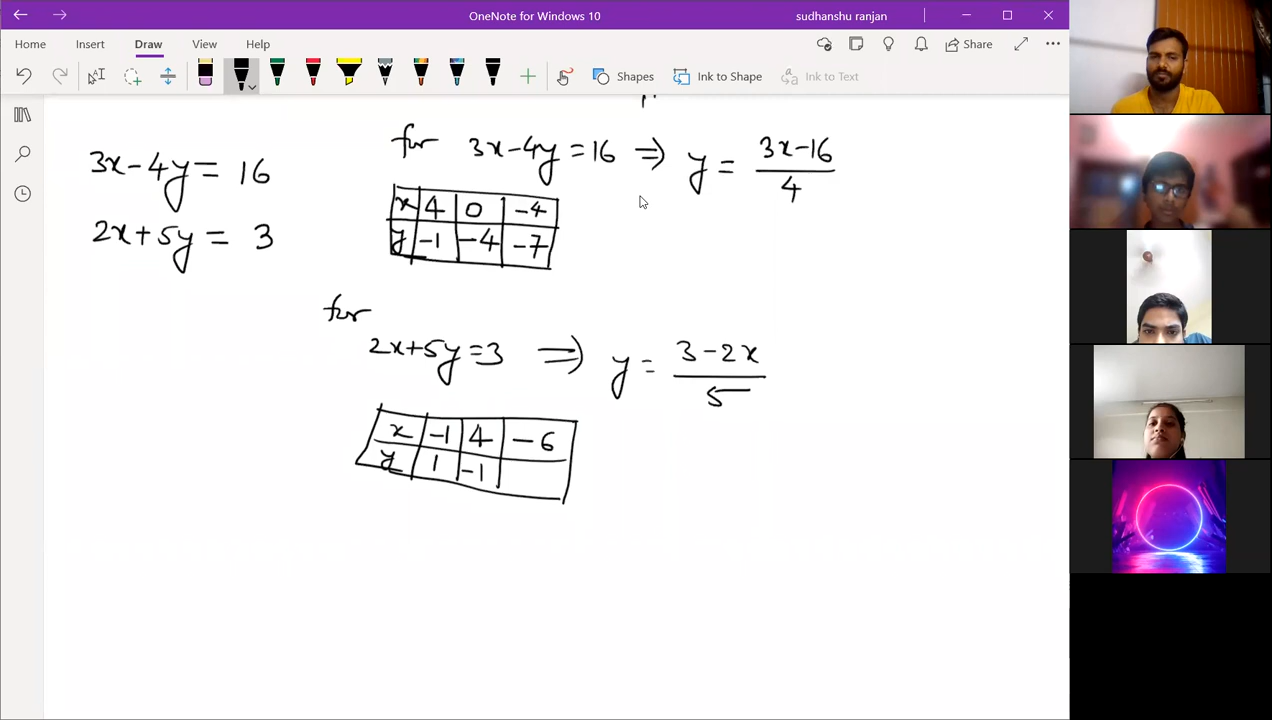 OneNote for Windows 10
sudhanshu ranjan
Home Insert Draw View Help
Share
Shapes Ink to Shape Ink to Text
3x-4y = 16
2x+5y = 3
for 3x-4y = 16 ⇒ y = (3x-16)/4
x 4 0 -4
y -1 -4 -7
for
2x+5y = 3 ⇒ y = (3-2x)/5
x -1 4 -6
y 1 -1